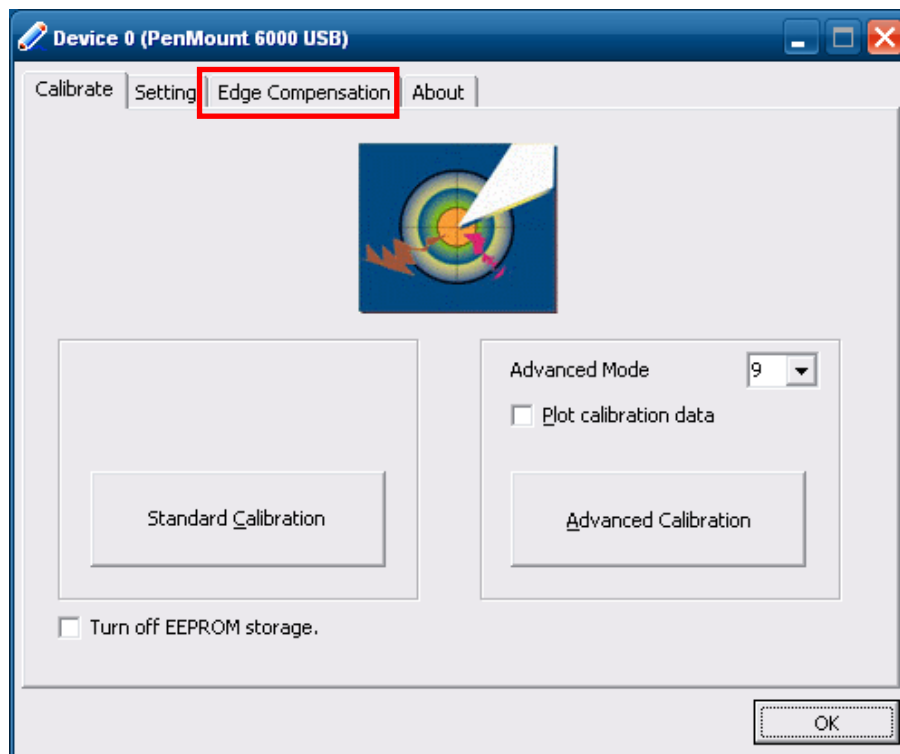 Device 0 (PenMount 6000 USB)
Calibrate Setting Edge Compensation About
Advanced Mode 9
Plot calibration data
Standard Calibration
Advanced Calibration
Turn off EEPROM storage.
OK